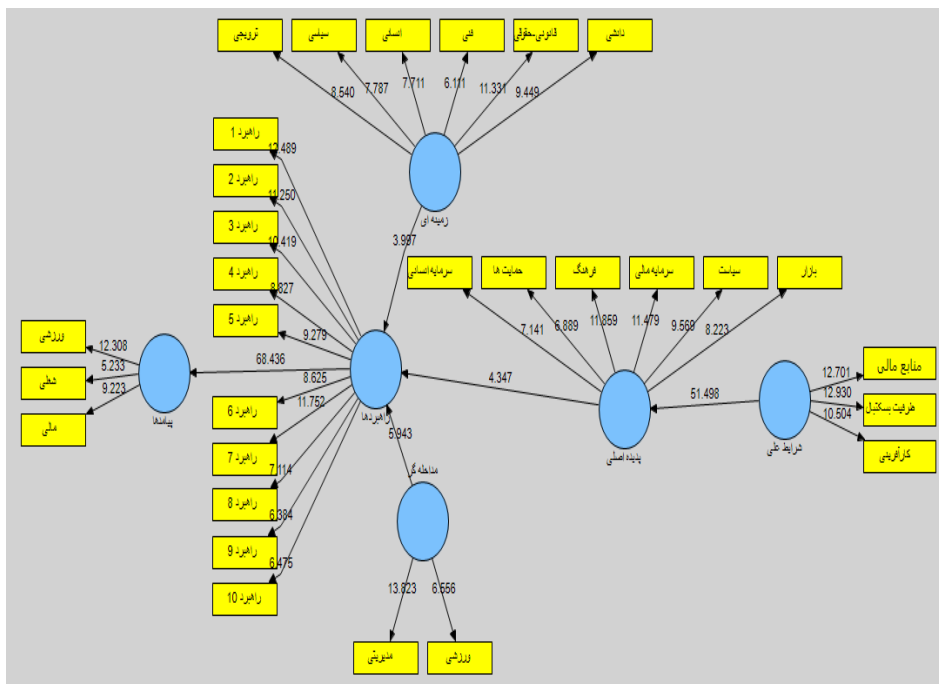 ترویجی
سیاسی
انسانی
فنی
قانونی-حقوقی
دانشی
8.540
7.787
7.711
6.111
11.331
9.449
زمینه ای
3.997
راهبرد 1
راهبرد 2
راهبرد 3
راهبرد 4
راهبرد 5
راهبرد 6
راهبرد 7
راهبرد 8
راهبرد 9
راهبرد 10
12.489
11.250
10.419
8.827
9.279
8.625
11.752
7.114
6.384
6.475
راهبردها
68.436
ورزشی
شغلی
مالی
12.308
5.233
9.223
پیامدها
سرمایه انسانی
حمایت ها
فرهنگ
سرمایه مالی
سیاست
بازار
7.141
6.889
11.859
11.479
9.569
8.223
4.347
پدیده اصلی
51.498
منابع مالی
ظرفیت بسکتبال
کارآفرینی
12.701
12.930
10.504
شرایط علی
5.943
مداخله گر
13.823
6.556
مدیریتی
ورزشی